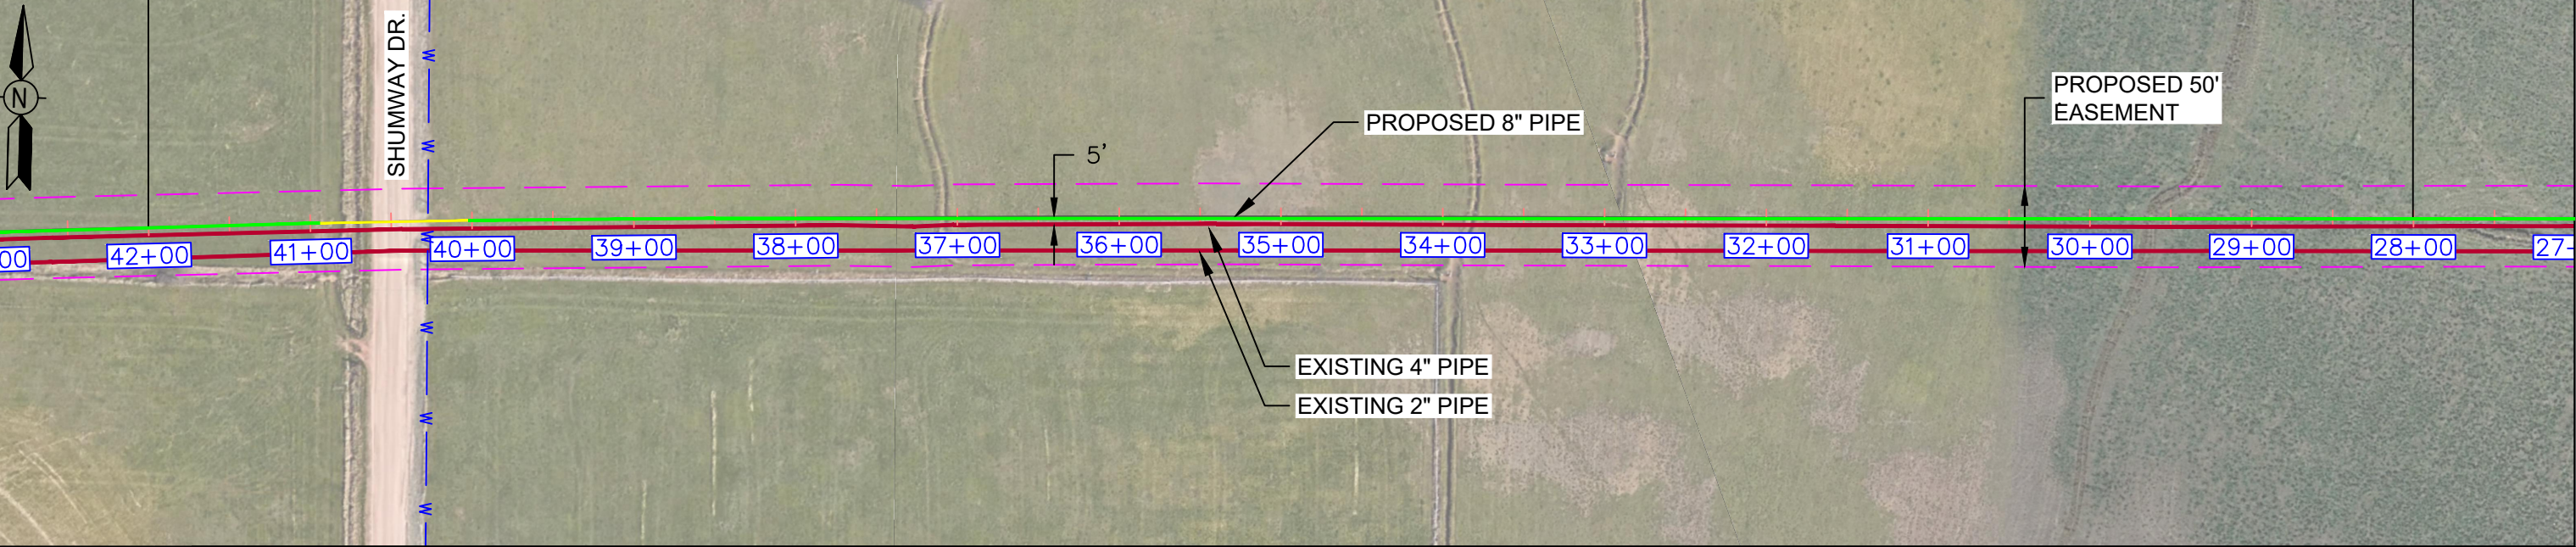 N
SHUMWAY DR.
W
W
W
W
W
W
5'
PROPOSED 8" PIPE
PROPOSED 50'
EASEMENT
00
42+00
41+00
40+00
39+00
38+00
37+00
36+00
35+00
34+00
33+00
32+00
31+00
30+00
29+00
28+00
27-
EXISTING 4" PIPE
EXISTING 2" PIPE